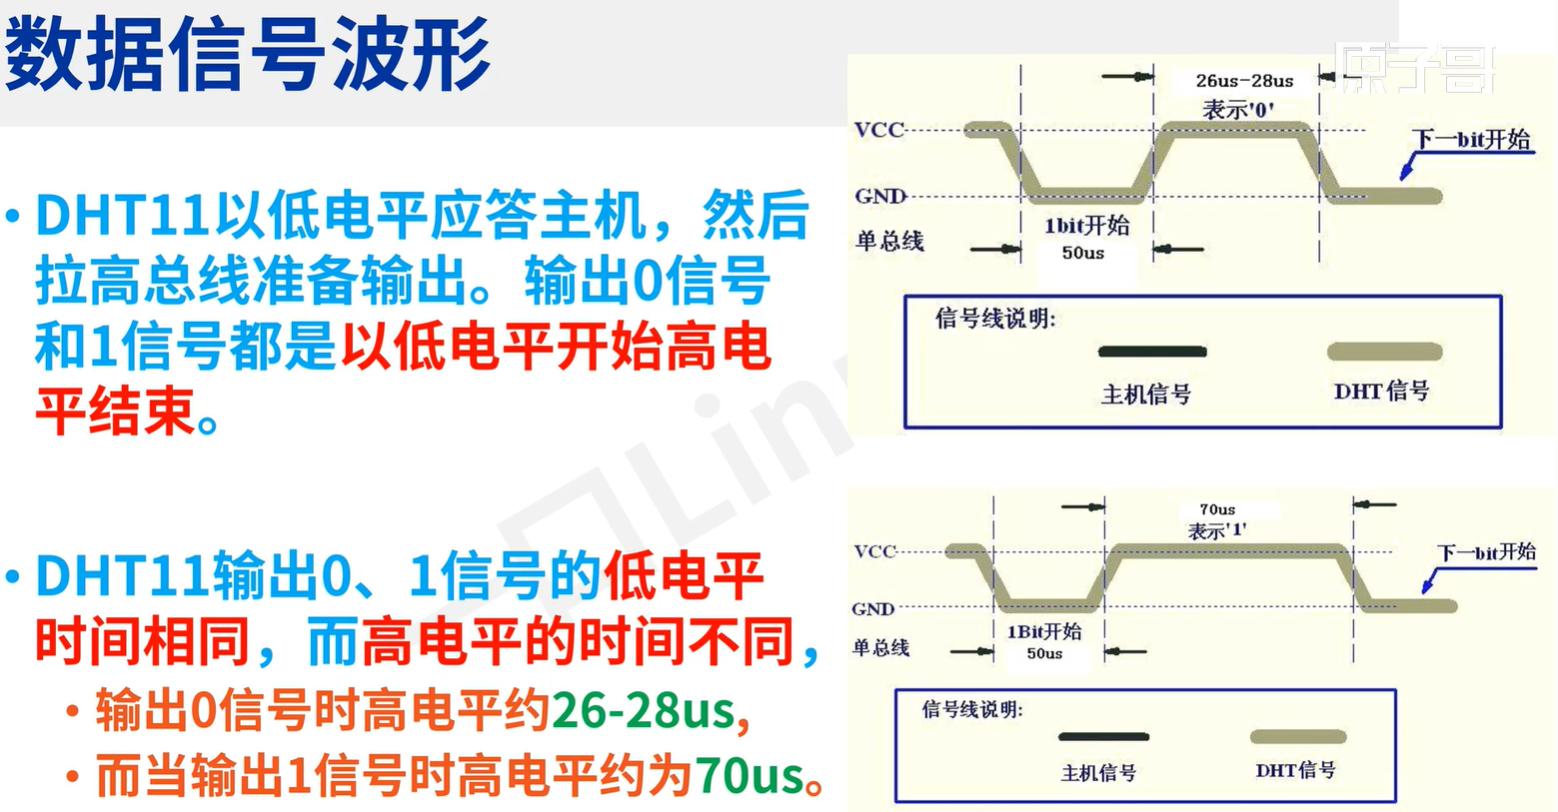 数据信号波形
原子哥
• DHT11以低电平应答主机，然后
拉高总线准备输出。输出0信号
和1信号都是以低电平开始高电
平结束。
• DHT11输出0、1信号的低电平
时间相同，而高电平的时间不同，
• 输出0信号时高电平约26-28us,
• 而当输出1信号时高电平约为70us。
26us-28us
表示'0'
VCC
下一bit开始
GND
1bit开始
单总线
50us
信号线说明:
主机信号
DHT信号
70us
表示'1'
VCC
下一bit开始
GND
1Bit开始
单总线
50us
信号线说明:
主机信号
DHT信号